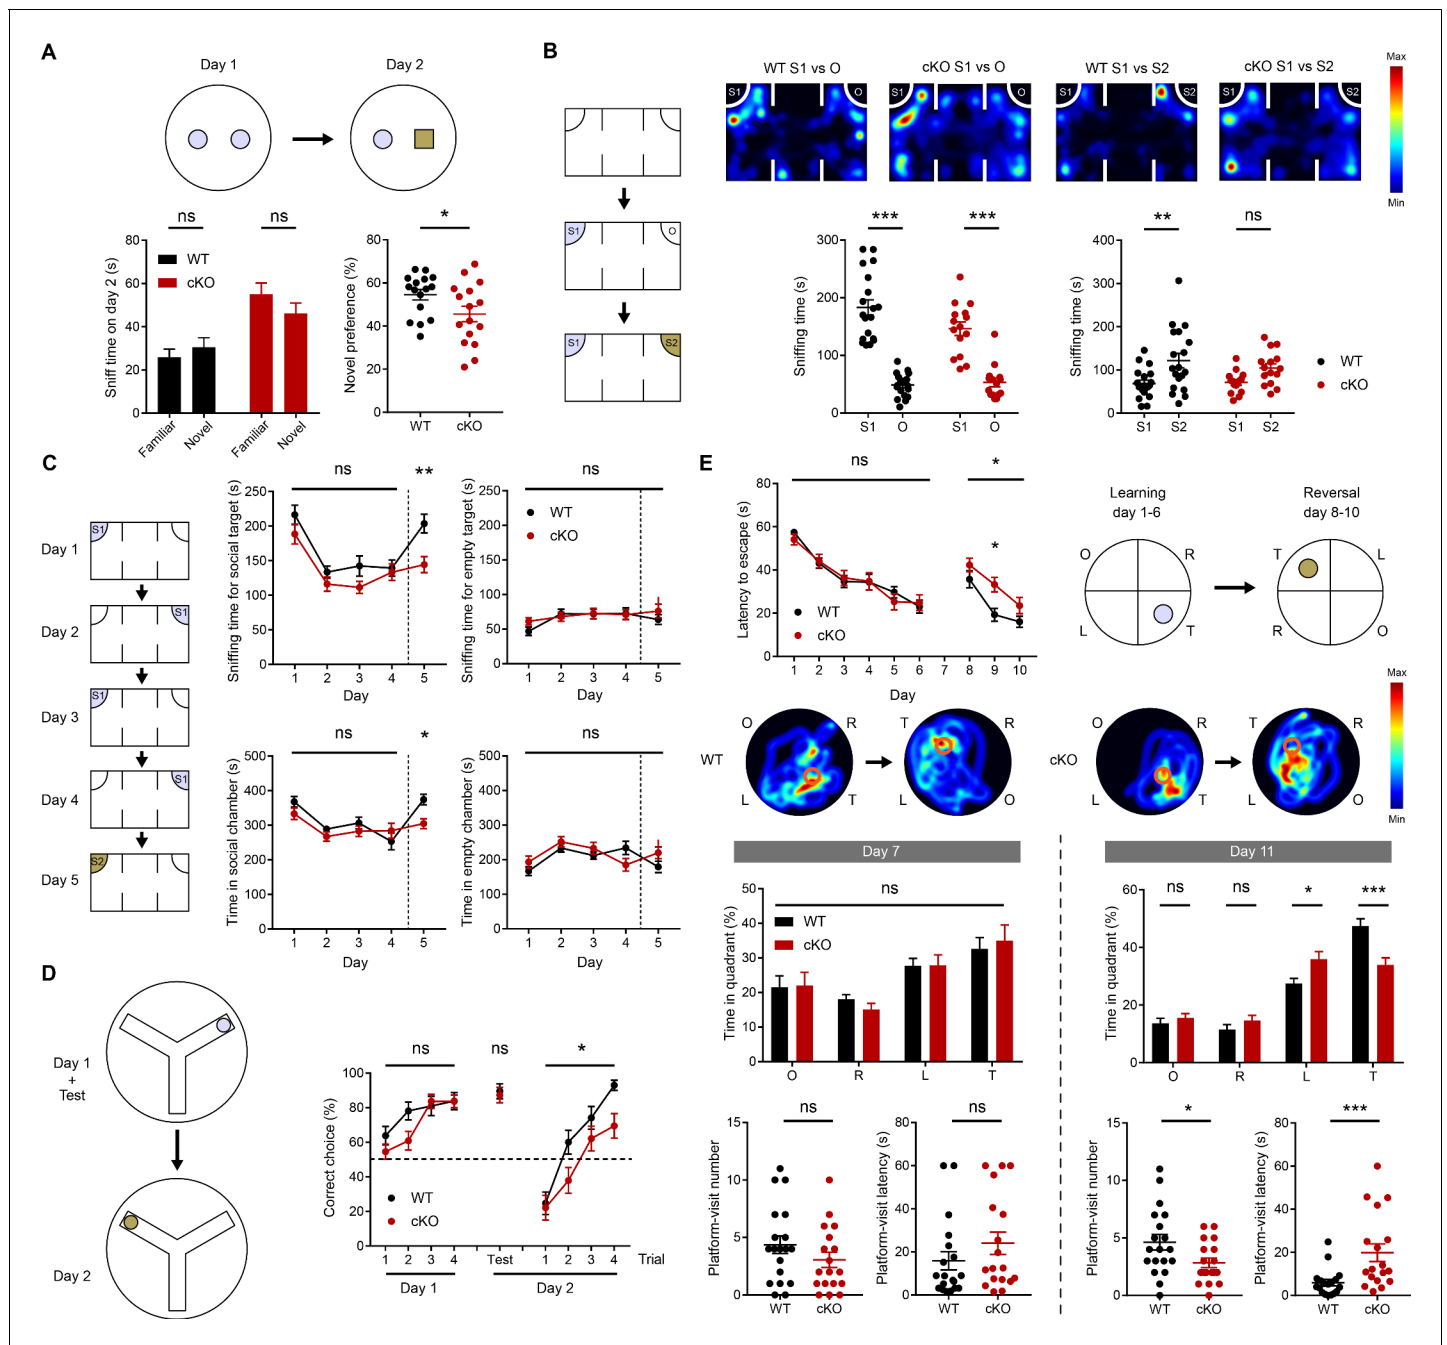 A
Day 1
Day 2
ns
ns
WT
cKO
Sniff time on day 2 (s)
80
60
40
20
0
Familiar
Novel
Familiar
Novel
*
Novel preference (%)
80
60
40
20
0
WT
cKO
B
S1
O
S1
S2
WT S1 vs O
cKO S1 vs O
WT S1 vs S2
cKO S1 vs S2
S1
O
S1
O
S1
S2
S1
S2
Max
Min
***
***
Sniffing time (s)
300
200
100
0
S1
O
S1
O
**
ns
Sniffing time (s)
400
300
200
100
0
S1
S2
S1
S2
WT
cKO
C
Day 1
S1
Day 2
S1
Day 3
S1
Day 4
S1
Day 5
S2
ns
**
Sniffing time for social target (s)
250
200
150
100
50
0
1
2
3
4
5
Day
ns
WT
cKO
Sniffing time for empty target (s)
250
200
150
100
50
0
1
2
3
4
5
Day
ns
*
Time in social chamber (s)
500
400
300
200
100
0
1
2
3
4
5
Day
ns
Time in empty chamber (s)
500
400
300
200
100
0
1
2
3
4
5
Day
D
Day 1
+
Test
Day 2
ns
ns
*
Correct choice (%)
100
80
60
40
20
0
WT
cKO
1
2
3
4
Test
1
2
3
4
Trial
Day 1
Day 2
E
ns
*
*
Latency to escape (s)
80
60
40
20
0
WT
cKO
1
2
3
4
5
6
7
8
9
10
Day
Learning
day 1-6
O
R
L
T
Reversal
day 8-10
T
L
R
O
WT
O
R
L
T
T
R
L
O
cKO
O
R
L
T
T
R
L
O
Max
Min
Day 7
Day 11
ns
WT
cKO
Time in quadrant (%)
50
40
30
20
10
0
O
R
L
T
ns
ns
*
***
Time in quadrant (%)
60
40
20
0
O
R
L
T
ns
Platform-visit number
15
10
5
0
WT
cKO
ns
Platform-visit latency (s)
80
60
40
20
0
WT
cKO
*
Platform-visit number
15
10
5
0
WT
cKO
***
Platform-visit latency (s)
80
60
40
20
0
WT
cKO